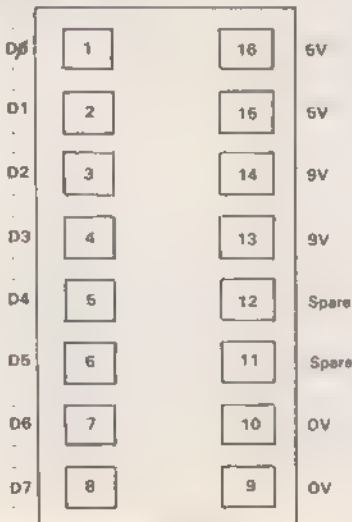 D0 1 16 5V
D1 2 15 5V
D2 3 14 9V
D3 4 13 9V
D4 5 12 Spare
D5 6 11 Spare
D6 7 10 0V
D7 8 9 0V